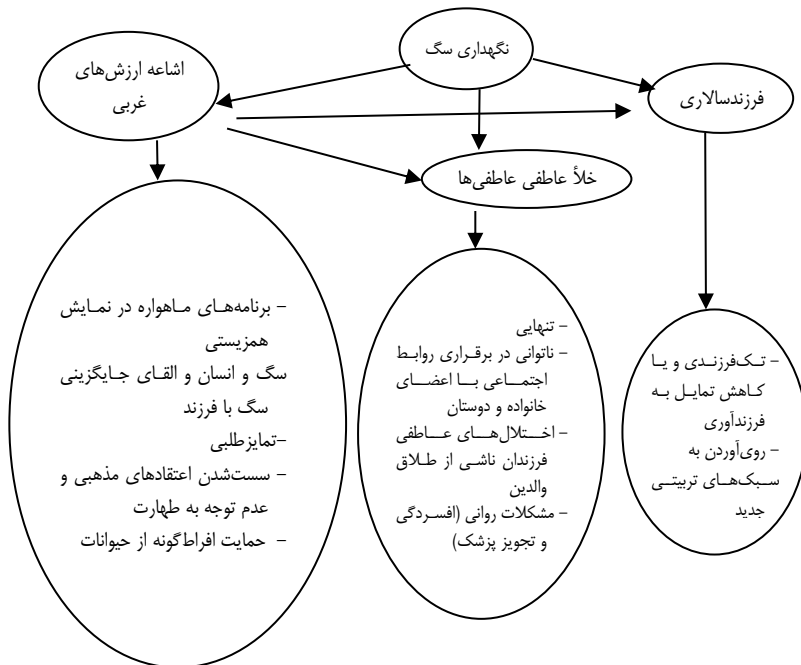 نگهداری سگ
اشاعه ارزش‌های
غربی
فرزندسالاری
خلأ عاطفی عاطفی‌ها
- برنامه‌های ماهواره در نمایش
همزیستی
سگ و انسان و القای جایگزینی
سگ با فرزند
-تمایزطلبی
- سست‌شدن اعتقادهای مذهبی و
عدم توجه به طهارت
- حمایت افراط‌گونه از حیوانات
- تنهایی
- ناتوانی در برقراری روابط
اجتماعی با اعضای
خانواده و دوستان
- اختلال‌های عاطفی
فرزندان ناشی از طلاق
والدین
- مشکلات روانی (افسردگی
و تجویز پزشک)
- تک‌فرزندی و یا
کاهش تمایل به
فرزندآوری
- روی‌آوردن به
سبک‌های تربیتی
جدید